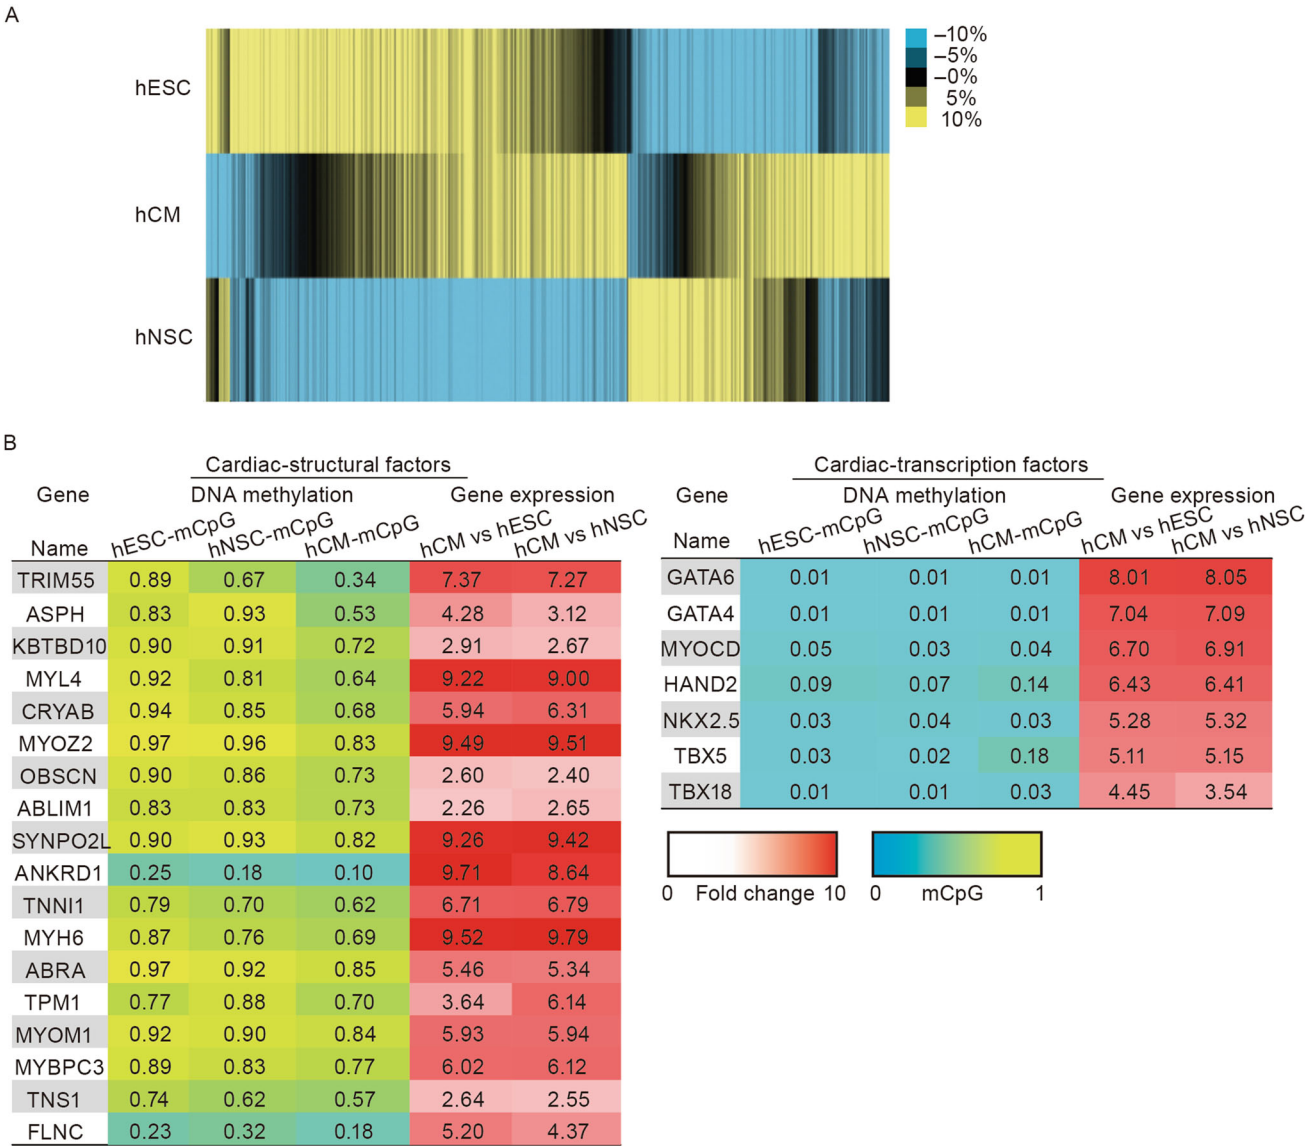 A
hESC
hCM
hNSC
–10%
–5%
–0%
5%
10%
B
Cardiac-structural factors
Gene DNA methylation Gene expression
Name hESC-mCpG hNSC-mCpG hCM-mCpG hCM vs hESC hCM vs hNSC
TRIM55 0.89 0.67 0.34 7.37 7.27
ASPH 0.83 0.93 0.53 4.28 3.12
KBTBD10 0.90 0.91 0.72 2.91 2.67
MYL4 0.92 0.81 0.64 9.22 9.00
CRYAB 0.94 0.85 0.68 5.94 6.31
MYOZ2 0.97 0.96 0.83 9.49 9.51
OBSCN 0.90 0.86 0.73 2.60 2.40
ABLIM1 0.83 0.83 0.73 2.26 2.65
SYNPO2L 0.90 0.93 0.82 9.26 9.42
ANKRD1 0.25 0.18 0.10 9.71 8.64
TNNI1 0.79 0.70 0.62 6.71 6.79
MYH6 0.87 0.76 0.69 9.52 9.79
ABRA 0.97 0.92 0.85 5.46 5.34
TPM1 0.77 0.88 0.70 3.64 6.14
MYOM1 0.92 0.90 0.84 5.93 5.94
MYBPC3 0.89 0.83 0.77 6.02 6.12
TNS1 0.74 0.62 0.57 2.64 2.55
FLNC 0.23 0.32 0.18 5.20 4.37
Cardiac-transcription factors
Gene DNA methylation Gene expression
Name hESC-mCpG hNSC-mCpG hCM-mCpG hCM vs hESC hCM vs hNSC
GATA6 0.01 0.01 0.01 8.01 8.05
GATA4 0.01 0.01 0.01 7.04 7.09
MYOCD 0.05 0.03 0.04 6.70 6.91
HAND2 0.09 0.07 0.14 6.43 6.41
NKX2.5 0.03 0.04 0.03 5.28 5.32
TBX5 0.03 0.02 0.18 5.11 5.15
TBX18 0.01 0.01 0.03 4.45 3.54
0 Fold change 10
0 mCpG 1